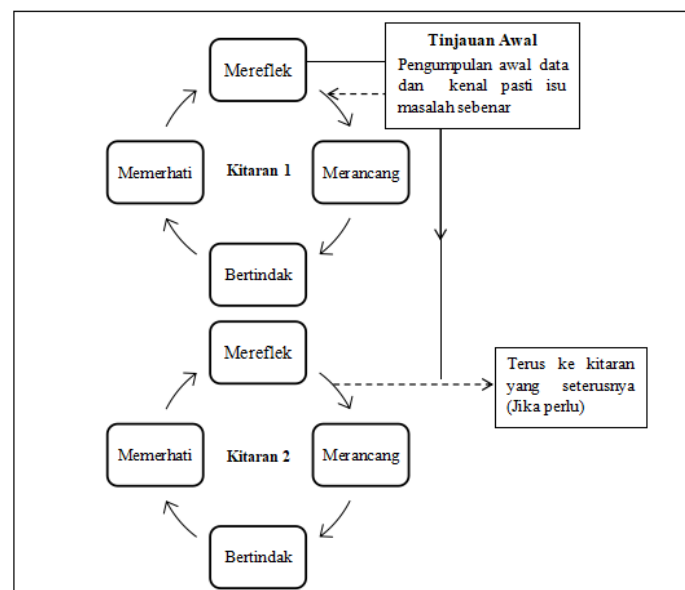 Tinjauan Awal
Pengumpulan awal data
dan kenal pasti isu
masalah sebenar
Mereflek
Memerhati
Kitaran 1
Merancang
Bertindak
Mereflek
Terus ke kitaran
yang seterusnya
(Jika perlu)
Memerhati
Kitaran 2
Merancang
Bertindak